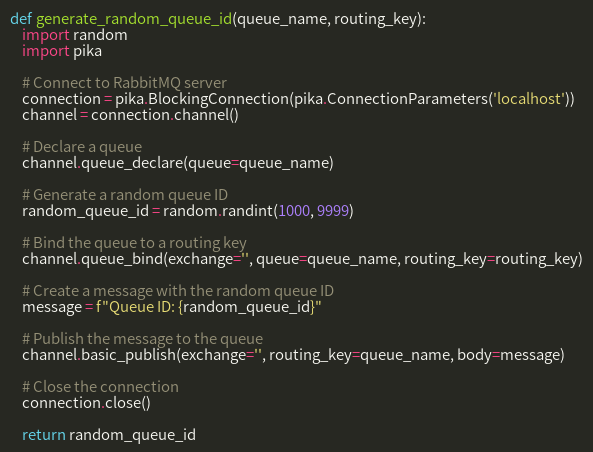 def generate_random_queue_id(queue_name, routing_key):
import random
import pika
# Connect to RabbitMQ server
connection = pika.BlockingConnection(pika.ConnectionParameters('localhost'))
channel = connection.channel()
# Declare a queue
channel.queue_declare(queue=queue_name)
# Generate a random queue ID
random_queue_id = random.randint(1000, 9999)
# Bind the queue to a routing key
channel.queue_bind(exchange='', queue=queue_name, routing_key=routing_key)
# Create a message with the random queue ID
message = f"Queue ID: {random_queue_id}"
# Publish the message to the queue
channel.basic_publish(exchange='', routing_key=queue_name, body=message)
# Close the connection
connection.close()
return random_queue_id